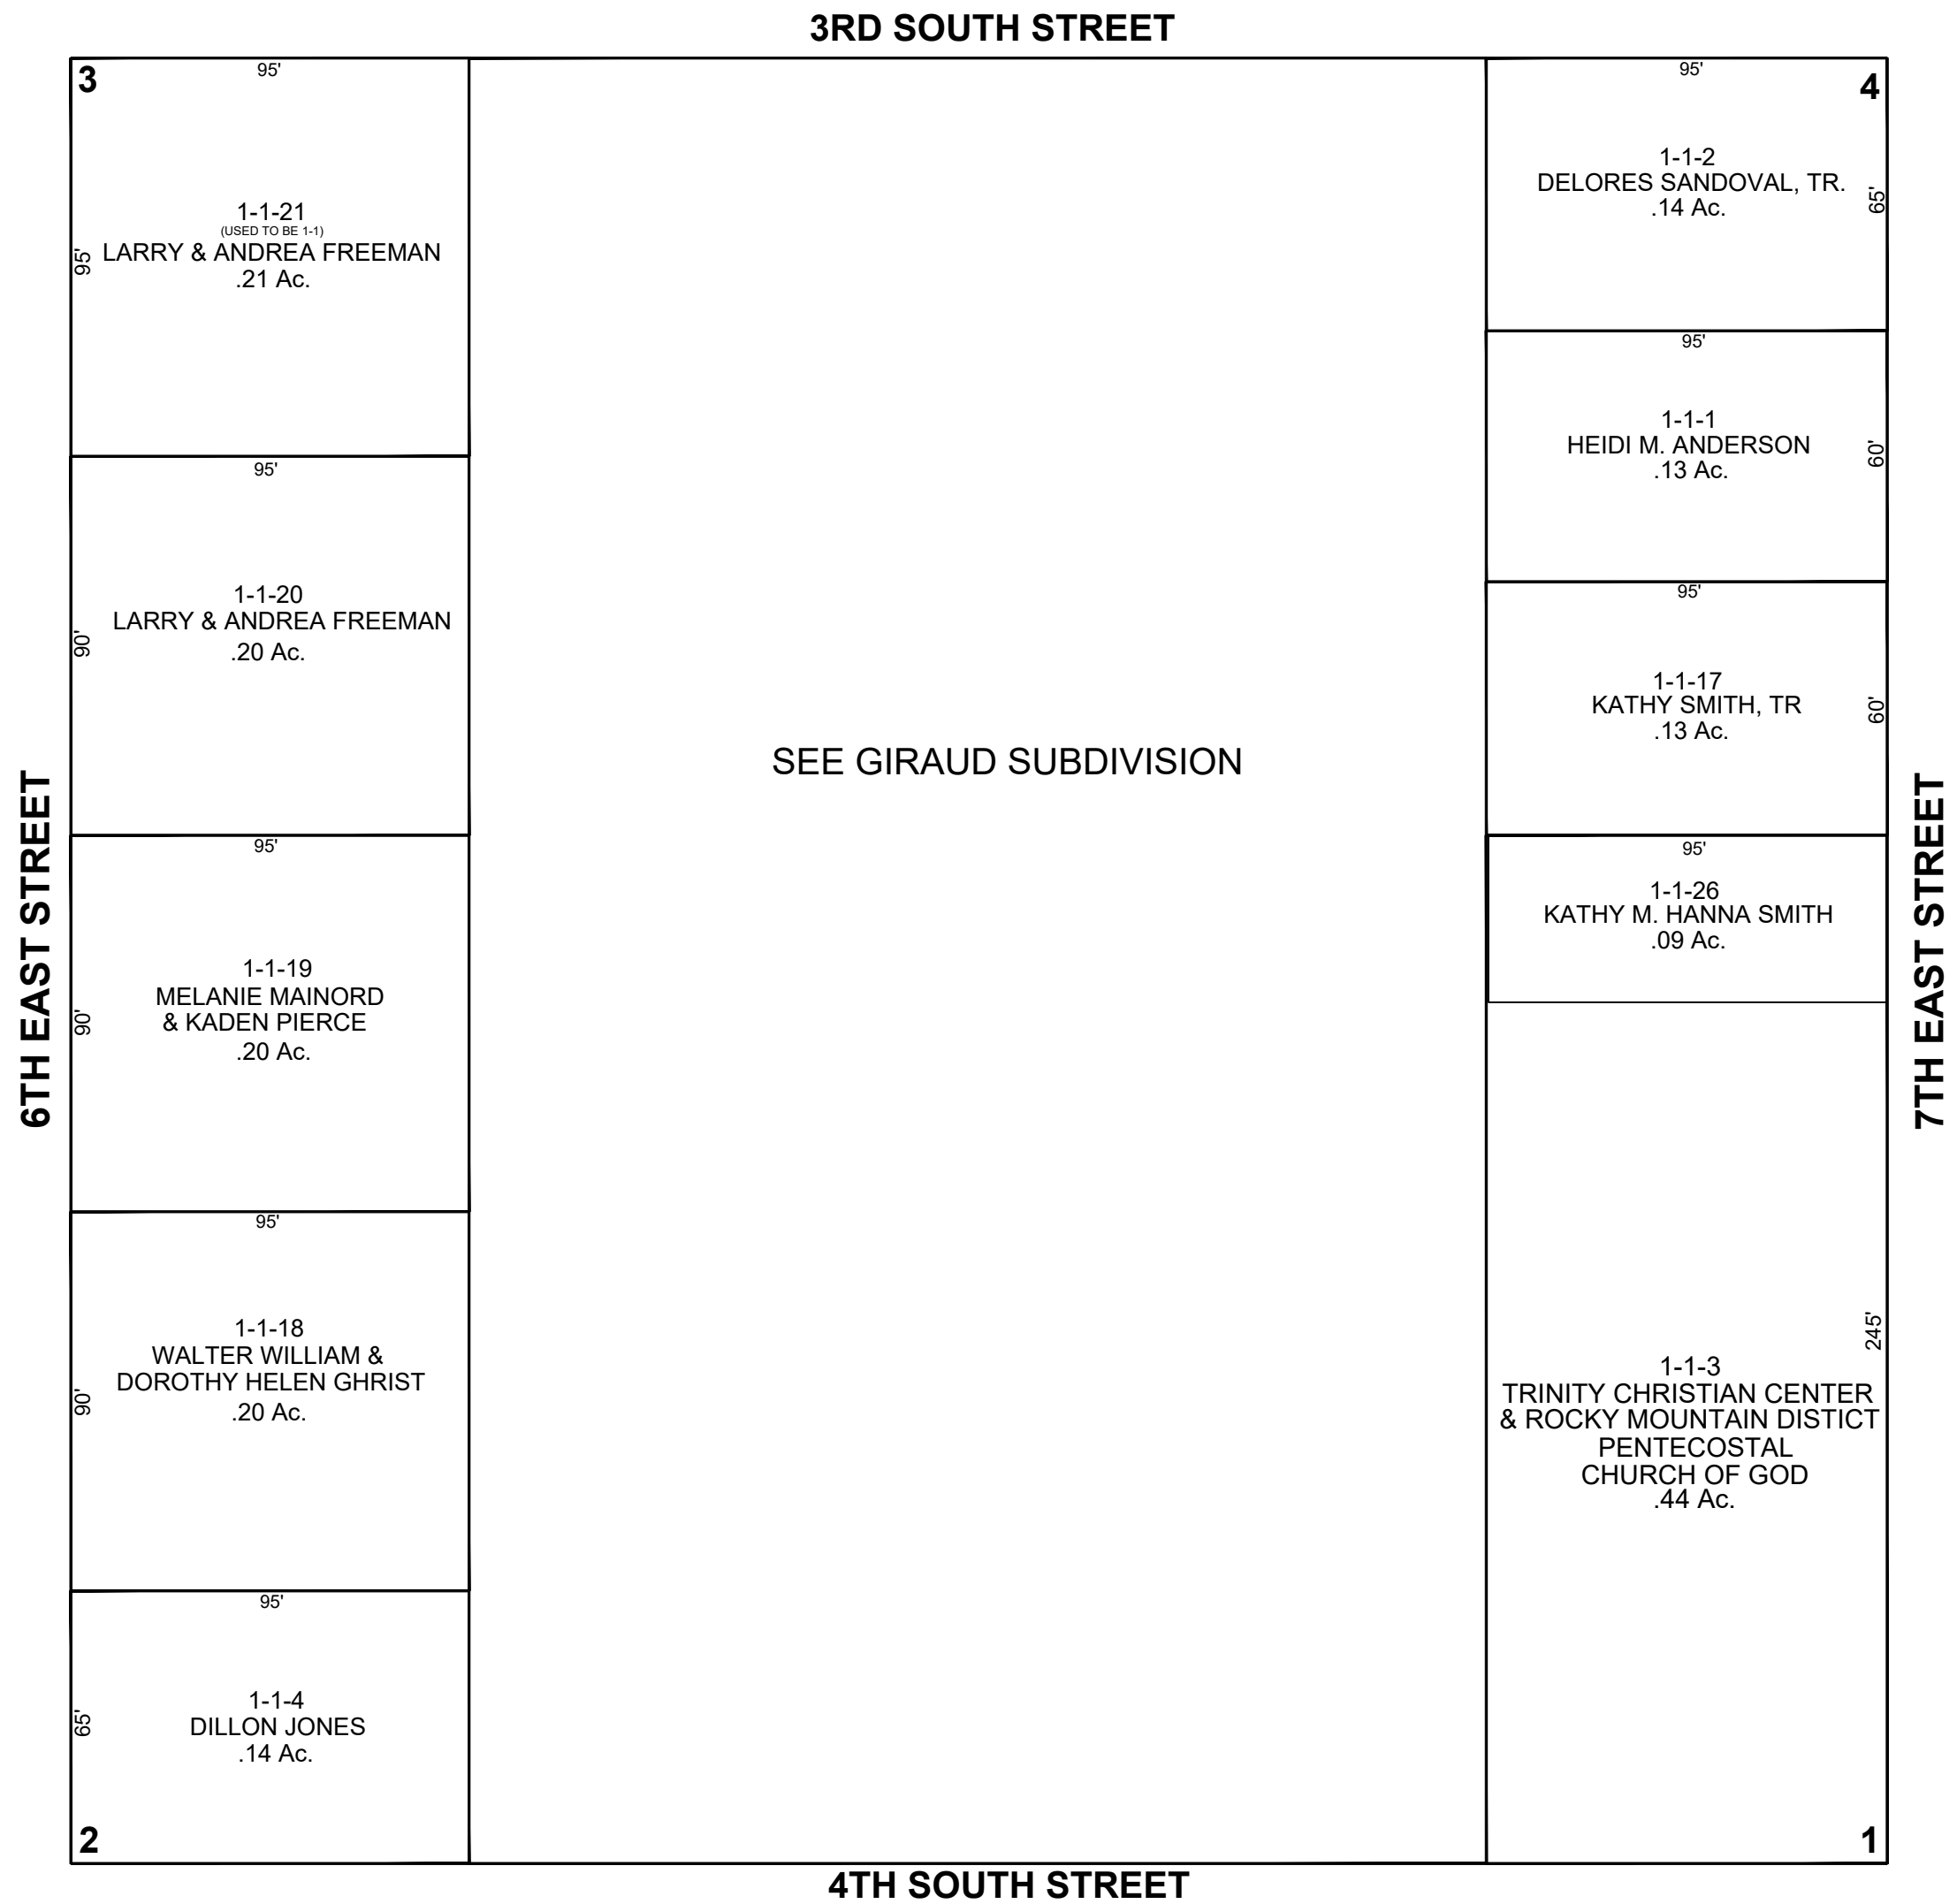 3RD SOUTH STREET
3
95'
1-1-21
(USED TO BE 1-1)
LARRY & ANDREA FREEMAN
.21 Ac.
95'
95'
1-1-20
LARRY & ANDREA FREEMAN
.20 Ac.
90'
6TH EAST STREET
95'
1-1-19
MELANIE MAINORD
& KADEN PIERCE
.20 Ac.
90'
95'
1-1-18
WALTER WILLIAM &
DOROTHY HELEN GHRIST
.20 Ac.
90'
95'
1-1-4
DILLON JONES
.14 Ac.
65'
2
SEE GIRAUD SUBDIVISION
95'
4
1-1-2
DELORES SANDOVAL, TR.
.14 Ac.
65'
95'
1-1-1
HEIDI M. ANDERSON
.13 Ac.
60'
95'
1-1-17
KATHY SMITH, TR
.13 Ac.
60'
95'
1-1-26
KATHY M. HANNA SMITH
.09 Ac.
7TH EAST STREET
245'
1-1-3
TRINITY CHRISTIAN CENTER
& ROCKY MOUNTAIN DISTICT
PENTECOSTAL
CHURCH OF GOD
.44 Ac.
1
4TH SOUTH STREET